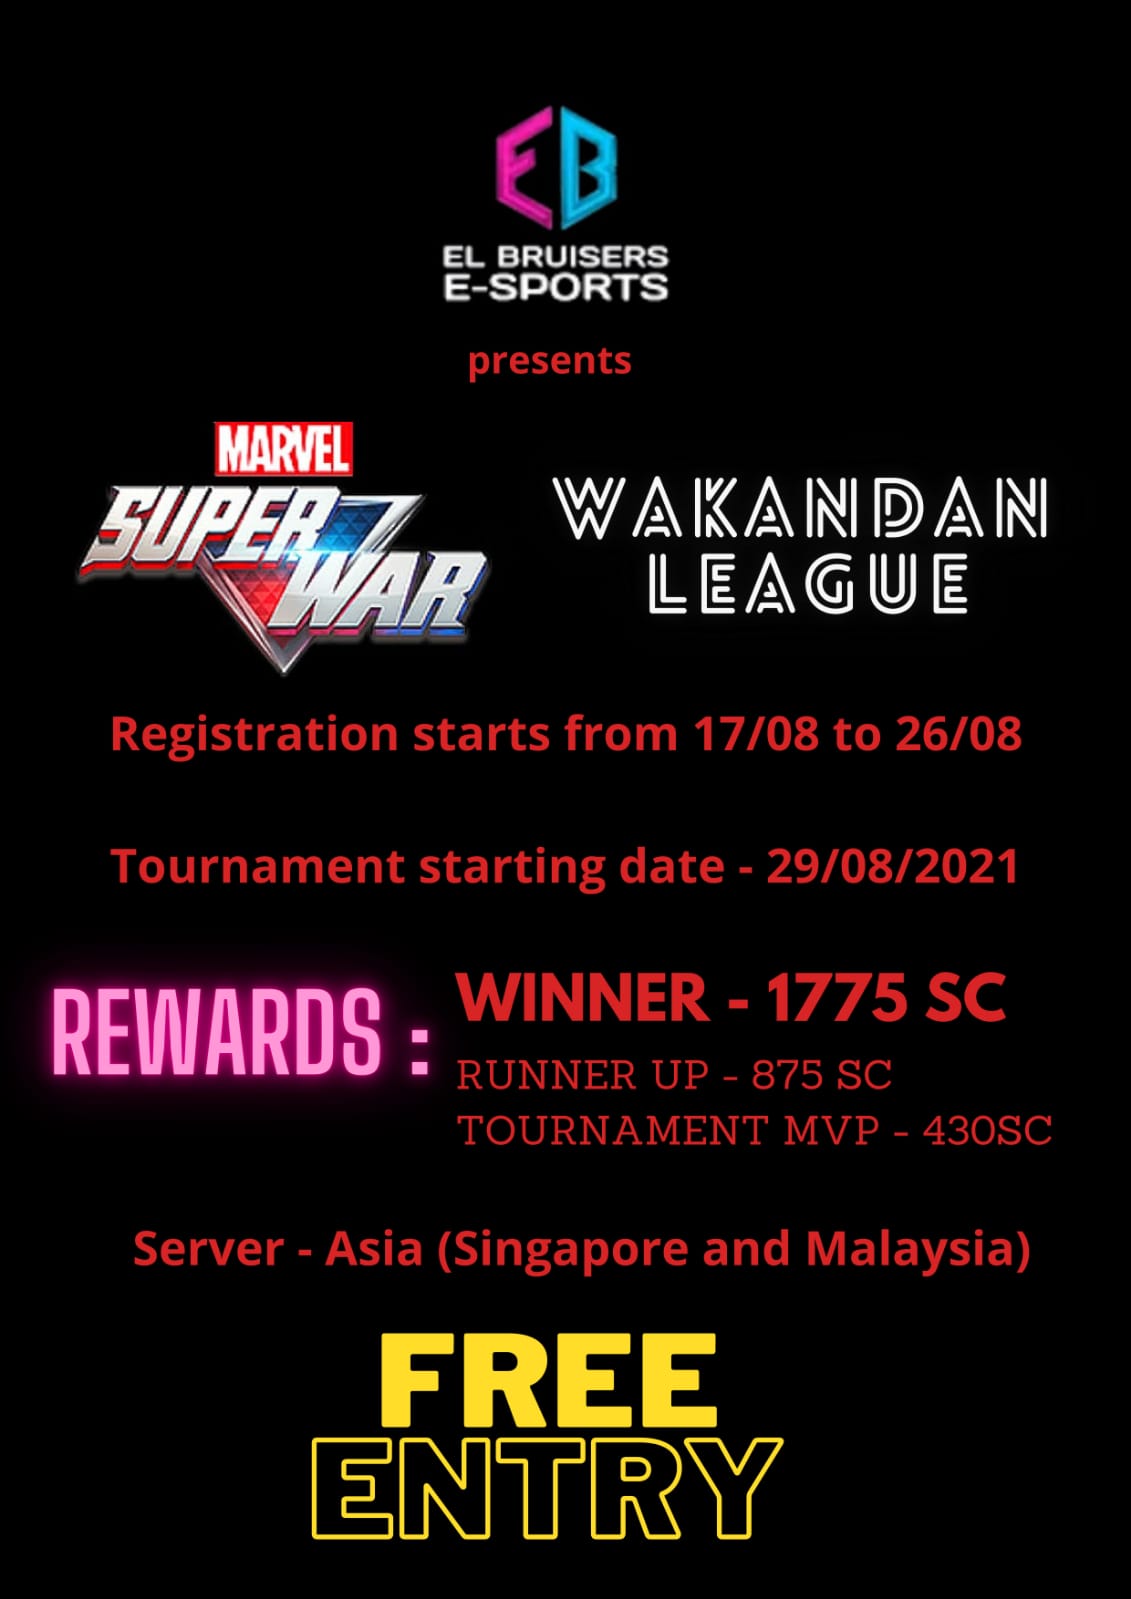 EB
EL BRUISERS
E-SPORTS
presents
MARVEL
SUPER
WAR
WAKANDAN
LEAGUE
Registration starts from 17/08 to 26/08
Tournament starting date - 29/08/2021
REWARDS :
WINNER - 1775 SC
RUNNER UP - 875 SC
TOURNAMENT MVP - 430SC
Server - Asia (Singapore and Malaysia)
FREE
ENTRY